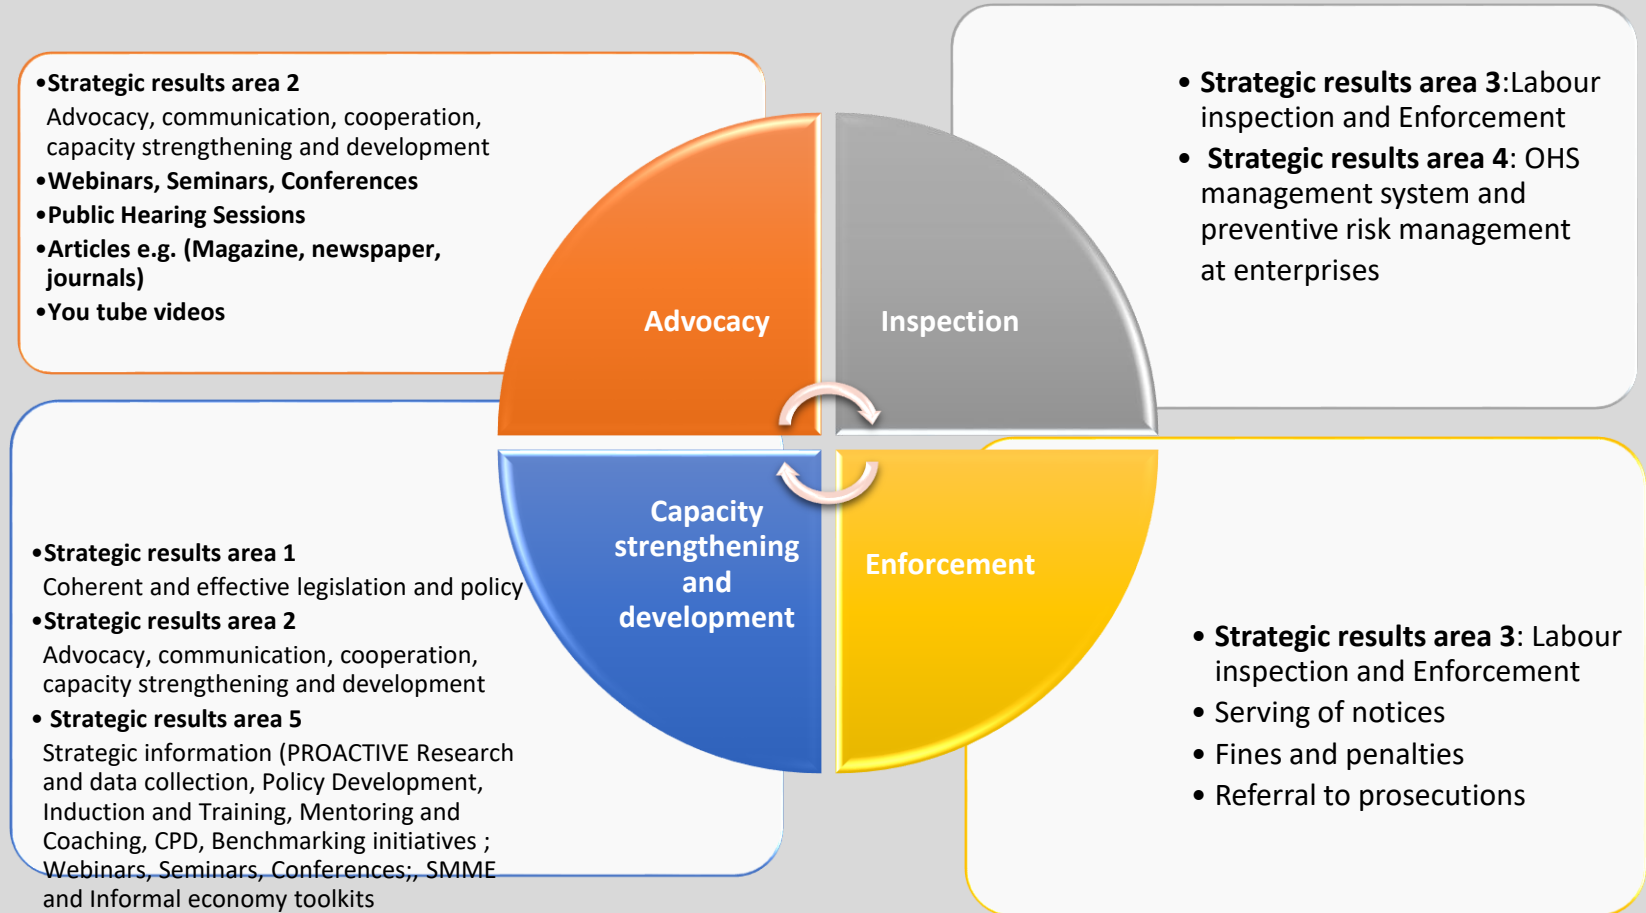 •Strategic results area 2
Advocacy, communication, cooperation,
capacity strengthening and development
•Webinars, Seminars, Conferences
•Public Hearing Sessions
•Articles e.g. (Magazine, newspaper,
journals)
•You tube videos
• Strategic results area 3:Labour
inspection and Enforcement
• Strategic results area 4: OHS
management system and
preventive risk management
at enterprises
Advocacy
Inspection
Capacity
strengthening
and
development
Enforcement
•Strategic results area 1
Coherent and effective legislation and policy
•Strategic results area 2
Advocacy, communication, cooperation,
capacity strengthening and development
• Strategic results area 5
Strategic information (PROACTIVE Research
and data collection, Policy Development,
Induction and Training, Mentoring and
Coaching, CPD, Benchmarking initiatives ;
Webinars, Seminars, Conferences;, SMME
and Informal economy toolkits
• Strategic results area 3: Labour
inspection and Enforcement
• Serving of notices
• Fines and penalties
• Referral to prosecutions